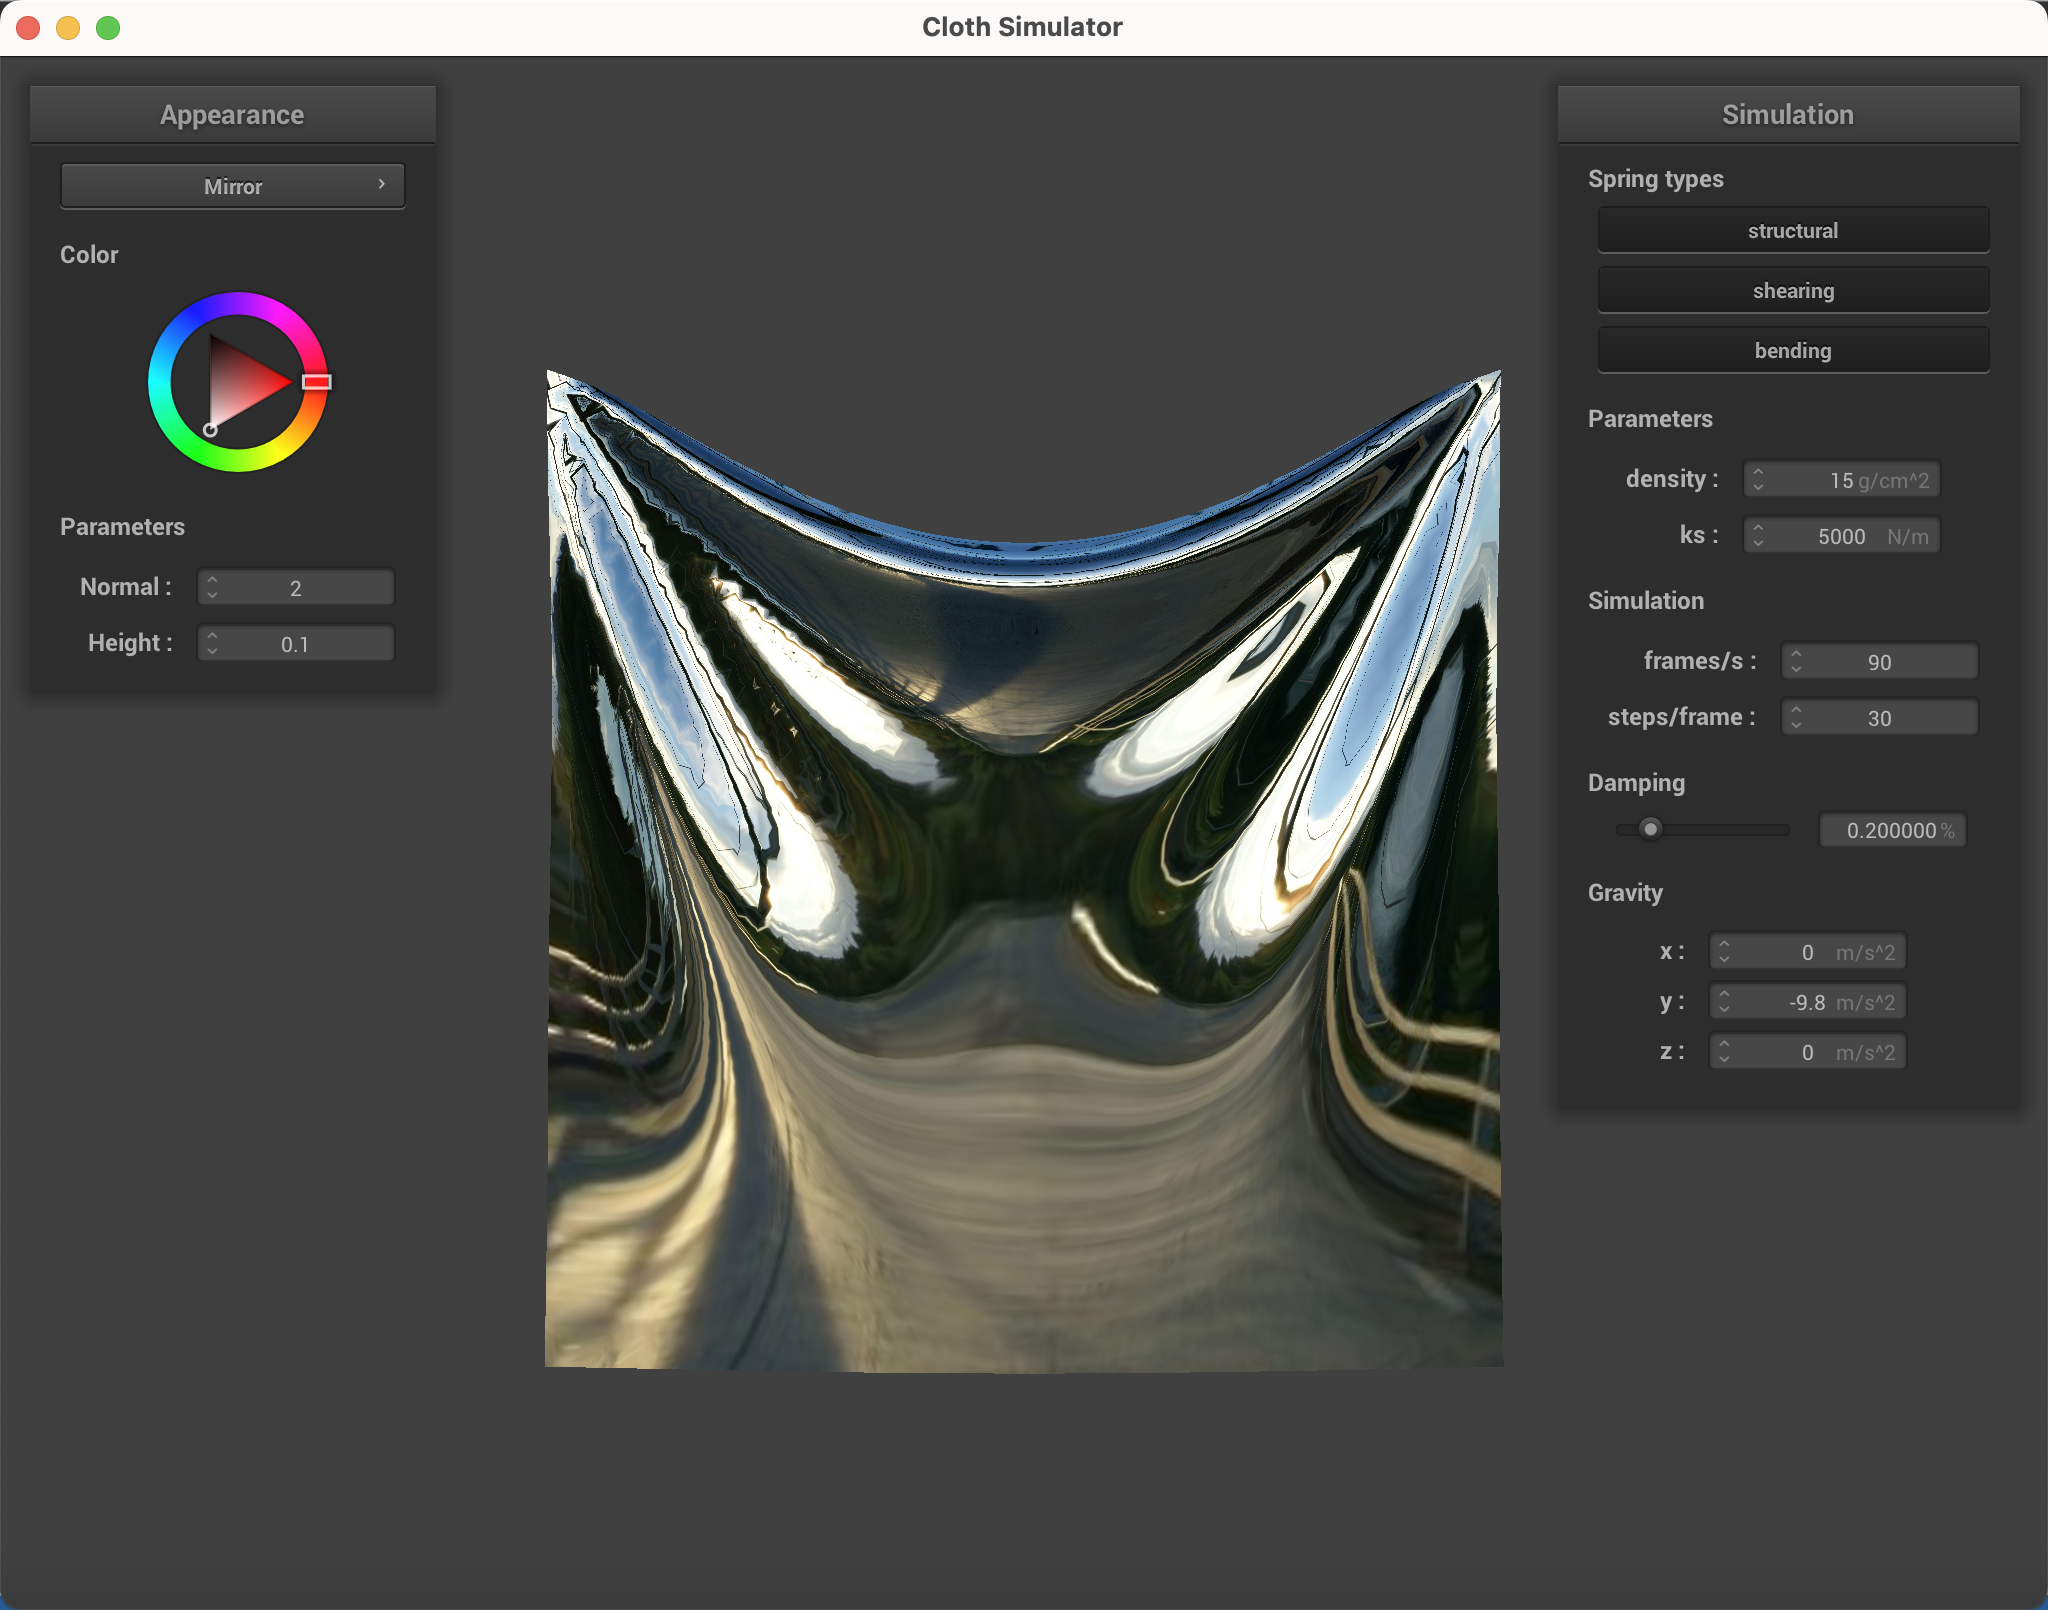 Cloth Simulator
Appearance
Mirror
Color
Parameters
Normal : 2
Height : 0.1
Simulation
Spring types
structural
shearing
bending
Parameters
density : 15 g/cm^2
ks : 5000 N/m
Simulation
frames/s : 90
steps/frame : 30
Damping
0.200000 %
Gravity
x : 0 m/s^2
y : -9.8 m/s^2
z : 0 m/s^2